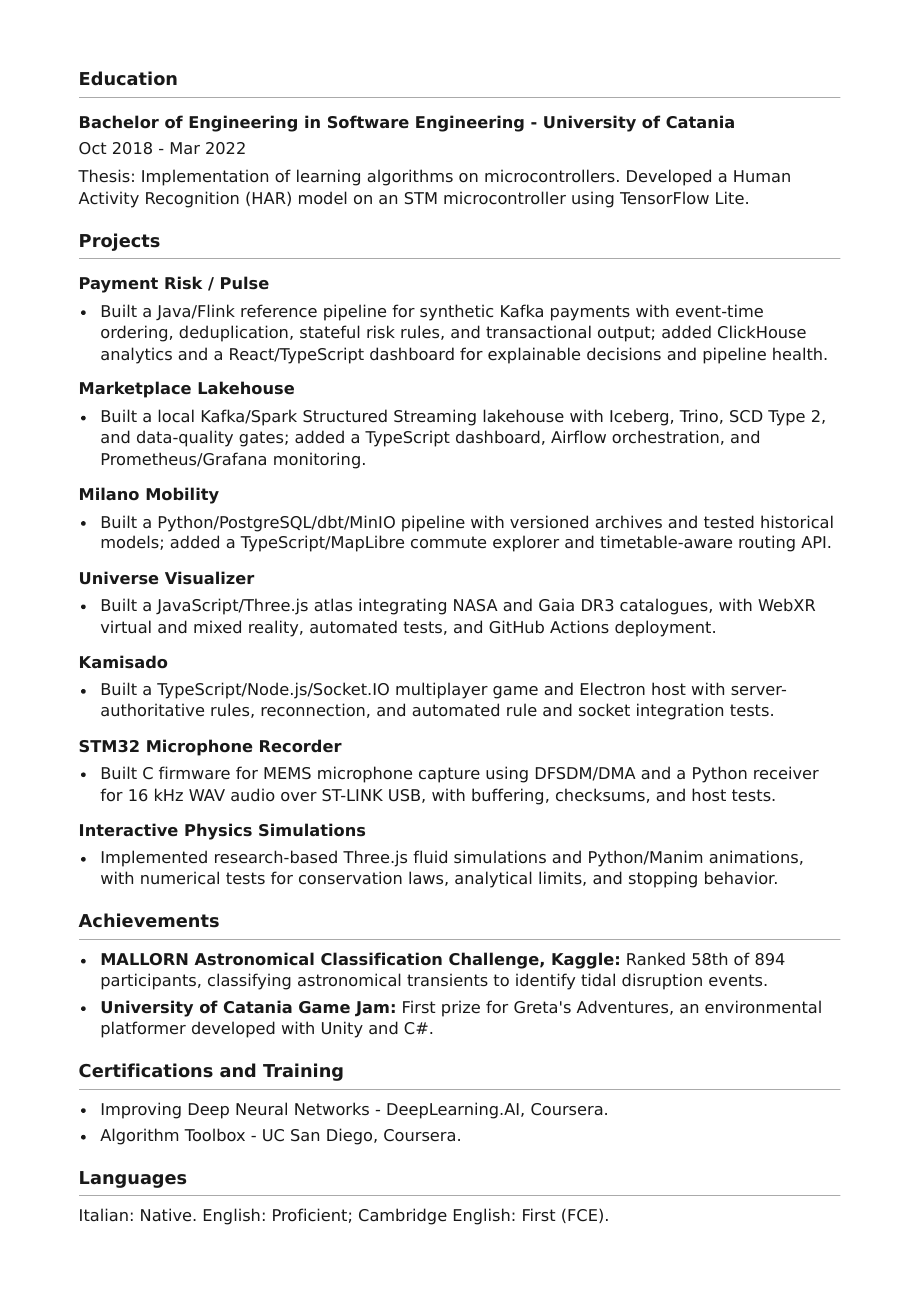 Education
Bachelor of Engineering in Software Engineering - University of Catania
Oct 2018 - Mar 2022
Thesis: Implementation of learning algorithms on microcontrollers. Developed a Human
Activity Recognition (HAR) model on an STM microcontroller using TensorFlow Lite.
Projects
Payment Risk / Pulse
• Built a Java/Flink reference pipeline for synthetic Kafka payments with event-time
ordering, deduplication, stateful risk rules, and transactional output; added ClickHouse
analytics and a React/TypeScript dashboard for explainable decisions and pipeline health.
Marketplace Lakehouse
• Built a local Kafka/Spark Structured Streaming lakehouse with Iceberg, Trino, SCD Type 2,
and data-quality gates; added a TypeScript dashboard, Airflow orchestration, and
Prometheus/Grafana monitoring.
Milano Mobility
• Built a Python/PostgreSQL/dbt/MinIO pipeline with versioned archives and tested historical
models; added a TypeScript/MapLibre commute explorer and timetable-aware routing API.
Universe Visualizer
• Built a JavaScript/Three.js atlas integrating NASA and Gaia DR3 catalogues, with WebXR
virtual and mixed reality, automated tests, and GitHub Actions deployment.
Kamisado
• Built a TypeScript/Node.js/Socket.IO multiplayer game and Electron host with server-
authoritative rules, reconnection, and automated rule and socket integration tests.
STM32 Microphone Recorder
• Built C firmware for MEMS microphone capture using DFSDM/DMA and a Python receiver
for 16 kHz WAV audio over ST-LINK USB, with buffering, checksums, and host tests.
Interactive Physics Simulations
• Implemented research-based Three.js fluid simulations and Python/Manim animations,
with numerical tests for conservation laws, analytical limits, and stopping behavior.
Achievements
• MALLORN Astronomical Classification Challenge, Kaggle: Ranked 58th of 894
participants, classifying astronomical transients to identify tidal disruption events.
• University of Catania Game Jam: First prize for Greta's Adventures, an environmental
platformer developed with Unity and C#.
Certifications and Training
• Improving Deep Neural Networks - DeepLearning.AI, Coursera.
• Algorithm Toolbox - UC San Diego, Coursera.
Languages
Italian: Native. English: Proficient; Cambridge English: First (FCE).